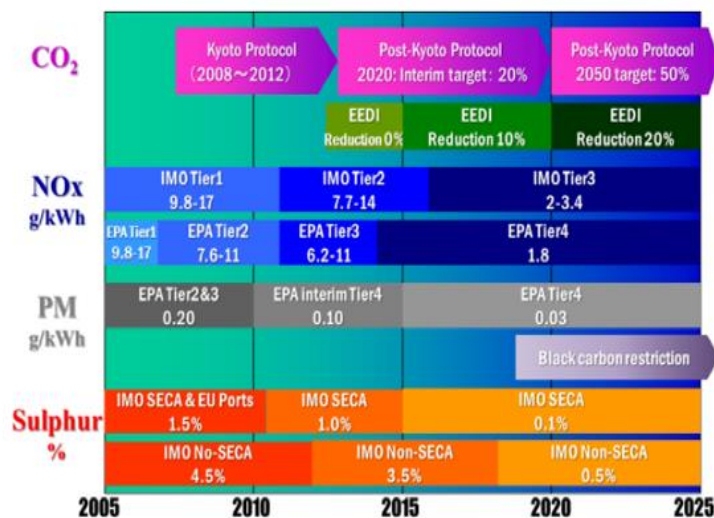 CO2
Kyoto Protocol
(2008～2012)
Post-Kyoto Protocol
2020: Interim target: 20%
Post-Kyoto Protocol
2050 target: 50%
EEDI
Reduction 0%
EEDI
Reduction 10%
EEDI
Reduction 20%
NOx
g/kWh
IMO Tier1
9.8-17
IMO Tier2
7.7-14
IMO Tier3
2-3.4
EPA Tier1
9.8-17
EPA Tier2
7.6-11
EPA Tier3
6.2-11
EPA Tier4
1.8
PM
g/kWh
EPA Tier2&3
0.20
EPA interim Tier4
0.10
EPA Tier4
0.03
Black carbon restriction
Sulphur
%
IMO SECA & EU Ports
1.5%
IMO SECA
1.0%
IMO SECA
0.1%
IMO No-SECA
4.5%
IMO Non-SECA
3.5%
IMO Non-SECA
0.5%
2005
2010
2015
2020
2025